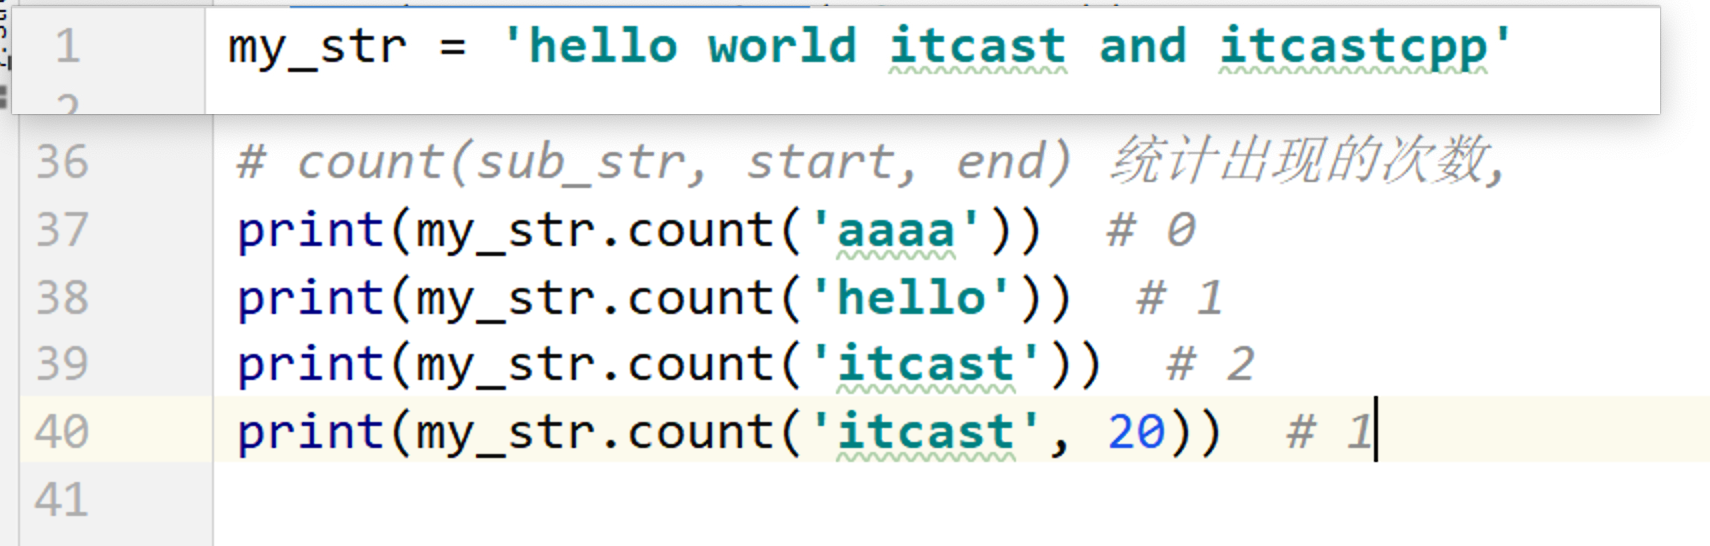 1 my_str = 'hello world itcast and itcastcpp'
2
36 # count(sub_str, start, end) 统计出现的次数,
37 print(my_str.count('aaaa'))  # 0
38 print(my_str.count('hello'))  # 1
39 print(my_str.count('itcast'))  # 2
40 print(my_str.count('itcast', 20))  # 1
41